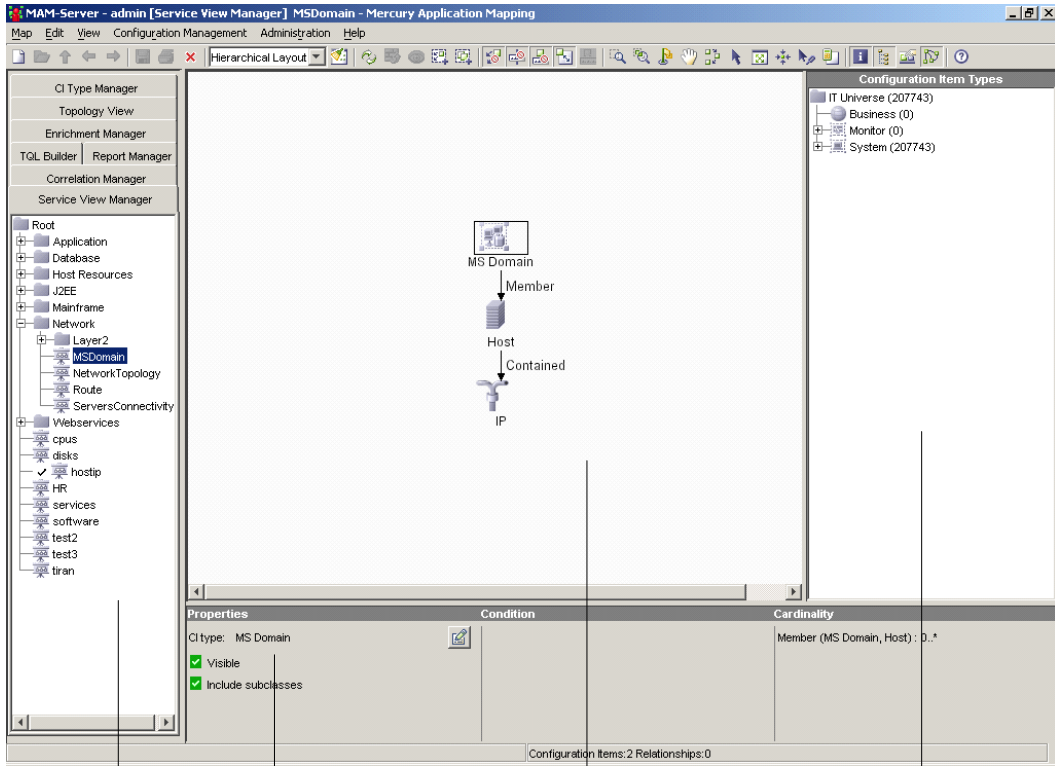 MAM-Server - admin [Service View Manager] MSDomain - Mercury Application Mapping
Map Edit View Configuration Management Administration Help
Hierarchical Layout
CI Type Manager
Topology View
Enrichment Manager
TQL Builder Report Manager
Correlation Manager
Service View Manager
Root
Application
Database
Host Resources
J2EE
Mainframe
Network
Layer2
MSDomain
NetworkTopology
Route
ServersConnectivity
Webservices
cpus
disks
hostip
HR
services
software
test2
test3
tiran
MS Domain
Member
Host
Contained
IP
Configuration Item Types
IT Universe (207743)
Business (0)
Monitor (0)
System (207743)
Properties
CI type: MS Domain
Visible
Include subclasses
Condition
Cardinality
Member (MS Domain, Host) : 0..*
Configuration Items:2 Relationships:0